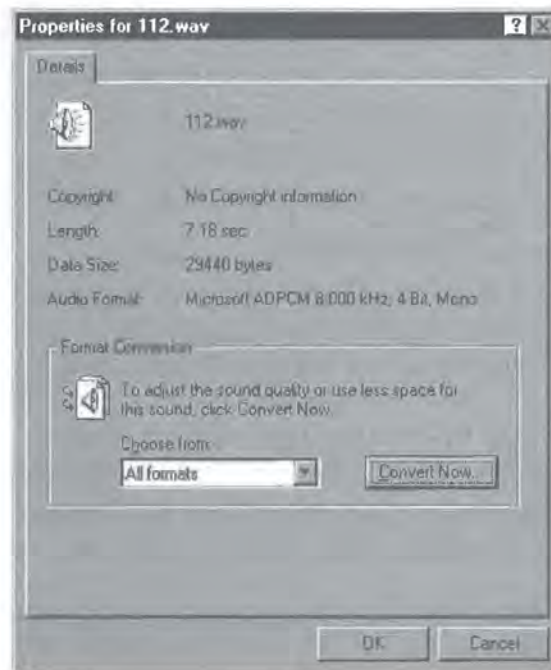 Properties for 112.wav
Details
112.wav
Copyright: No Copyright information
Length: 7.18 sec
Data Size: 29440 bytes
Audio Format: Microsoft ADPCM 8.000 kHz, 4 Bit, Mono
Format Conversion
To adjust the sound quality or use less space for
this sound, click Convert Now.
Choose from:
All formats
Convert Now...
OK
Cancel